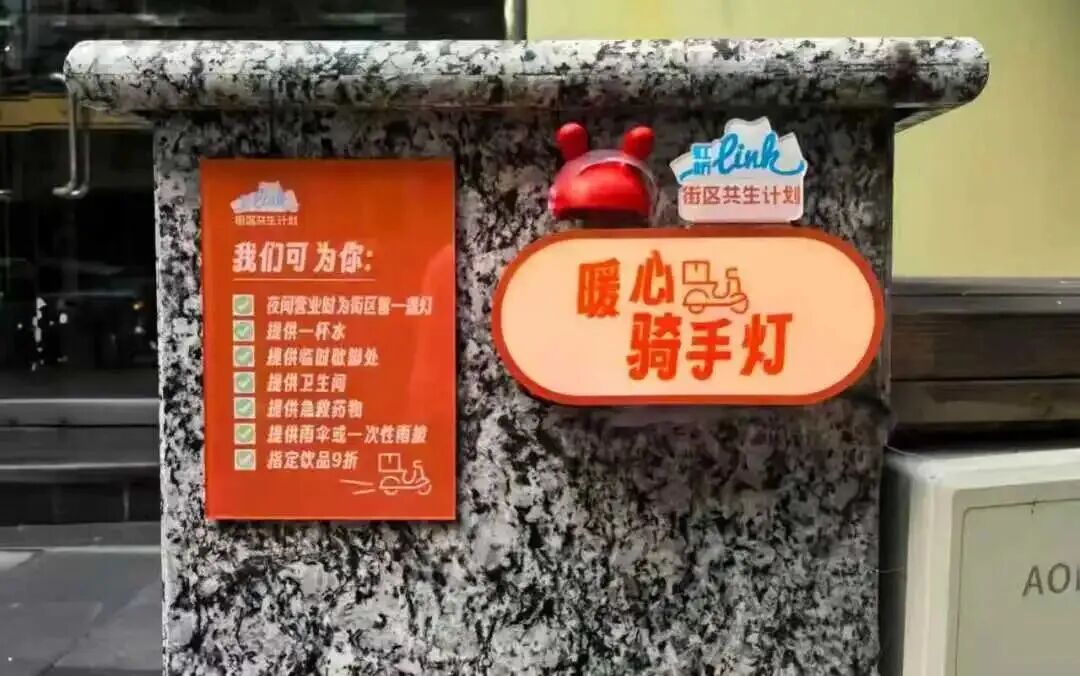 link
街区共生计划
我们可为你:
夜间营业时为街区留一盏灯
提供一杯水
提供临时歇脚处
提供卫生间
提供急救药物
提供雨伞或一次性雨披
指定饮品9折
link
街区共生计划
暖心
骑手灯
AO